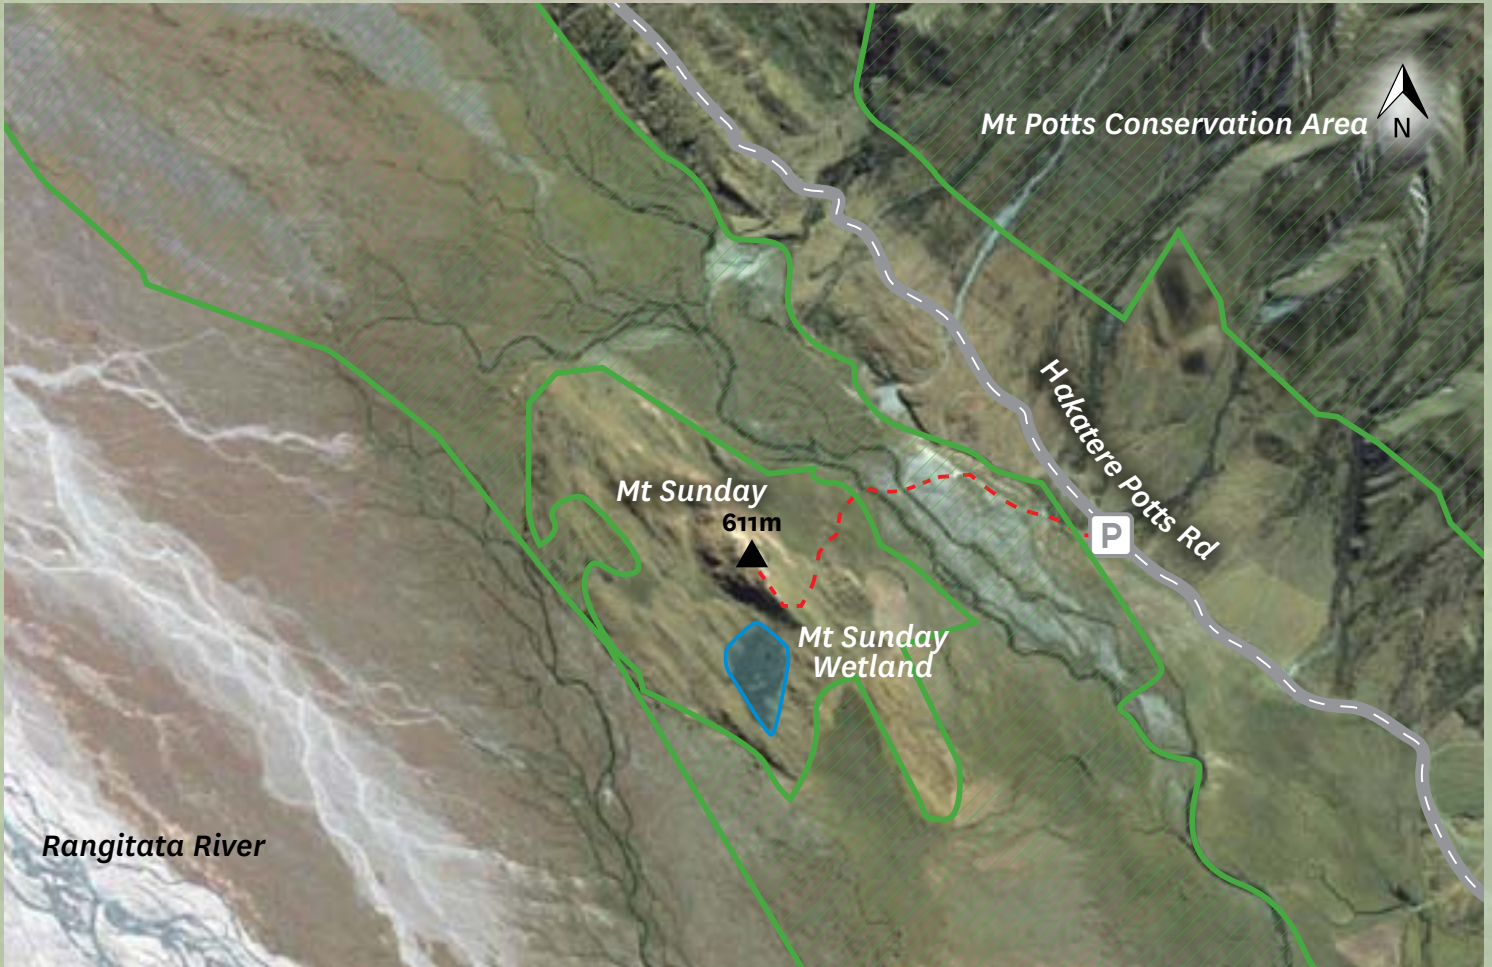 Mt Potts Conservation Area
N
Hakatere Potts Rd
Mt Sunday
611m
P
Mt Sunday
Wetland
Rangitata River